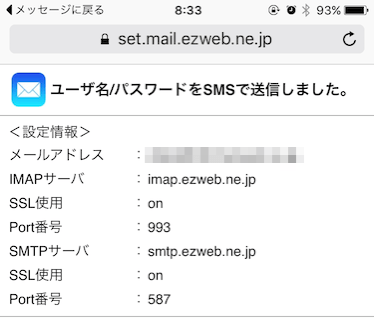 メッセージに戻る 8:33 93%
set.mail.ezweb.ne.jp
ユーザ名/パスワードをSMSで送信しました。
＜設定情報＞
メールアドレス ：
IMAPサーバ ：imap.ezweb.ne.jp
SSL使用 ：on
Port番号 ：993
SMTPサーバ ：smtp.ezweb.ne.jp
SSL使用 ：on
Port番号 ：587